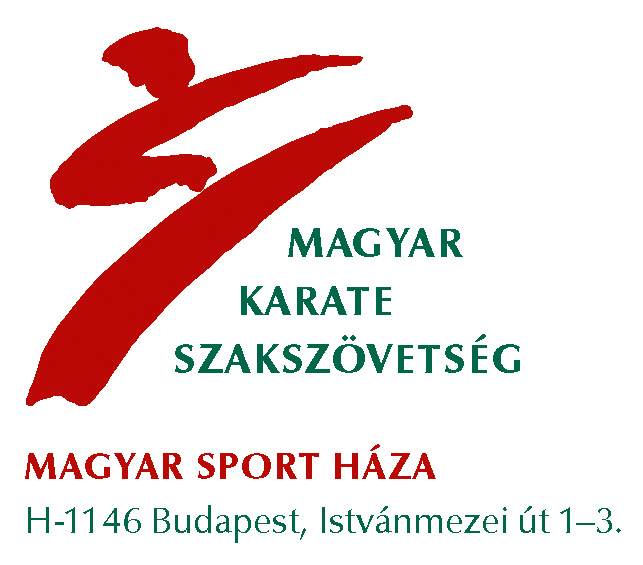 MAGYAR
KARATE
SZAKSZÖVETSÉG
MAGYAR SPORT HÁZA
H-1146 Budapest, Istvánmezei út 1–3.